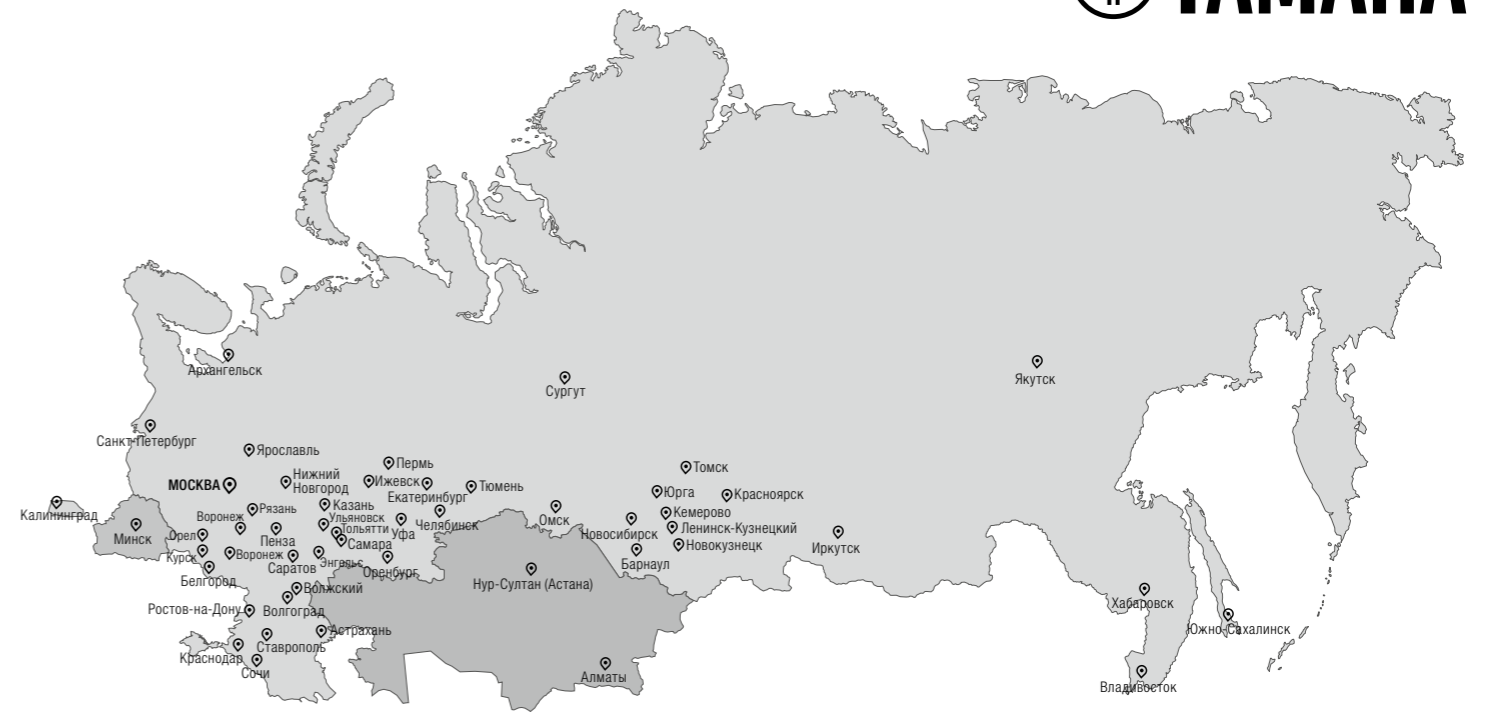 YAMAHA
Архангельск
Сургут
Якутск
Санкт-Петербург
Ярославль
Пермь
Томск
МОСКВА
Нижний
Новгород
Ижевск
Екатеринбург
Тюмень
Юрга
Красноярск
Калининград
Минск
Рязань
Казань
Воронеж
Ульяновск
Тольятти
Уфа
Челябинск
Омск
Кемерово
Новосибирск
Ленинск-Кузнецкий
Орел
Пенза
Самара
Новокузнецк
Иркутск
Курск
Воронеж
Саратов
Энгельс
Оренбург
Барнаул
Белгород
Нур-Султан (Астана)
Волжский
Ростов-на-Дону
Волгоград
Хабаровск
Астрахань
Южно-Сахалинск
Ставрополь
Краснодар
Сочи
Алматы
Владивосток